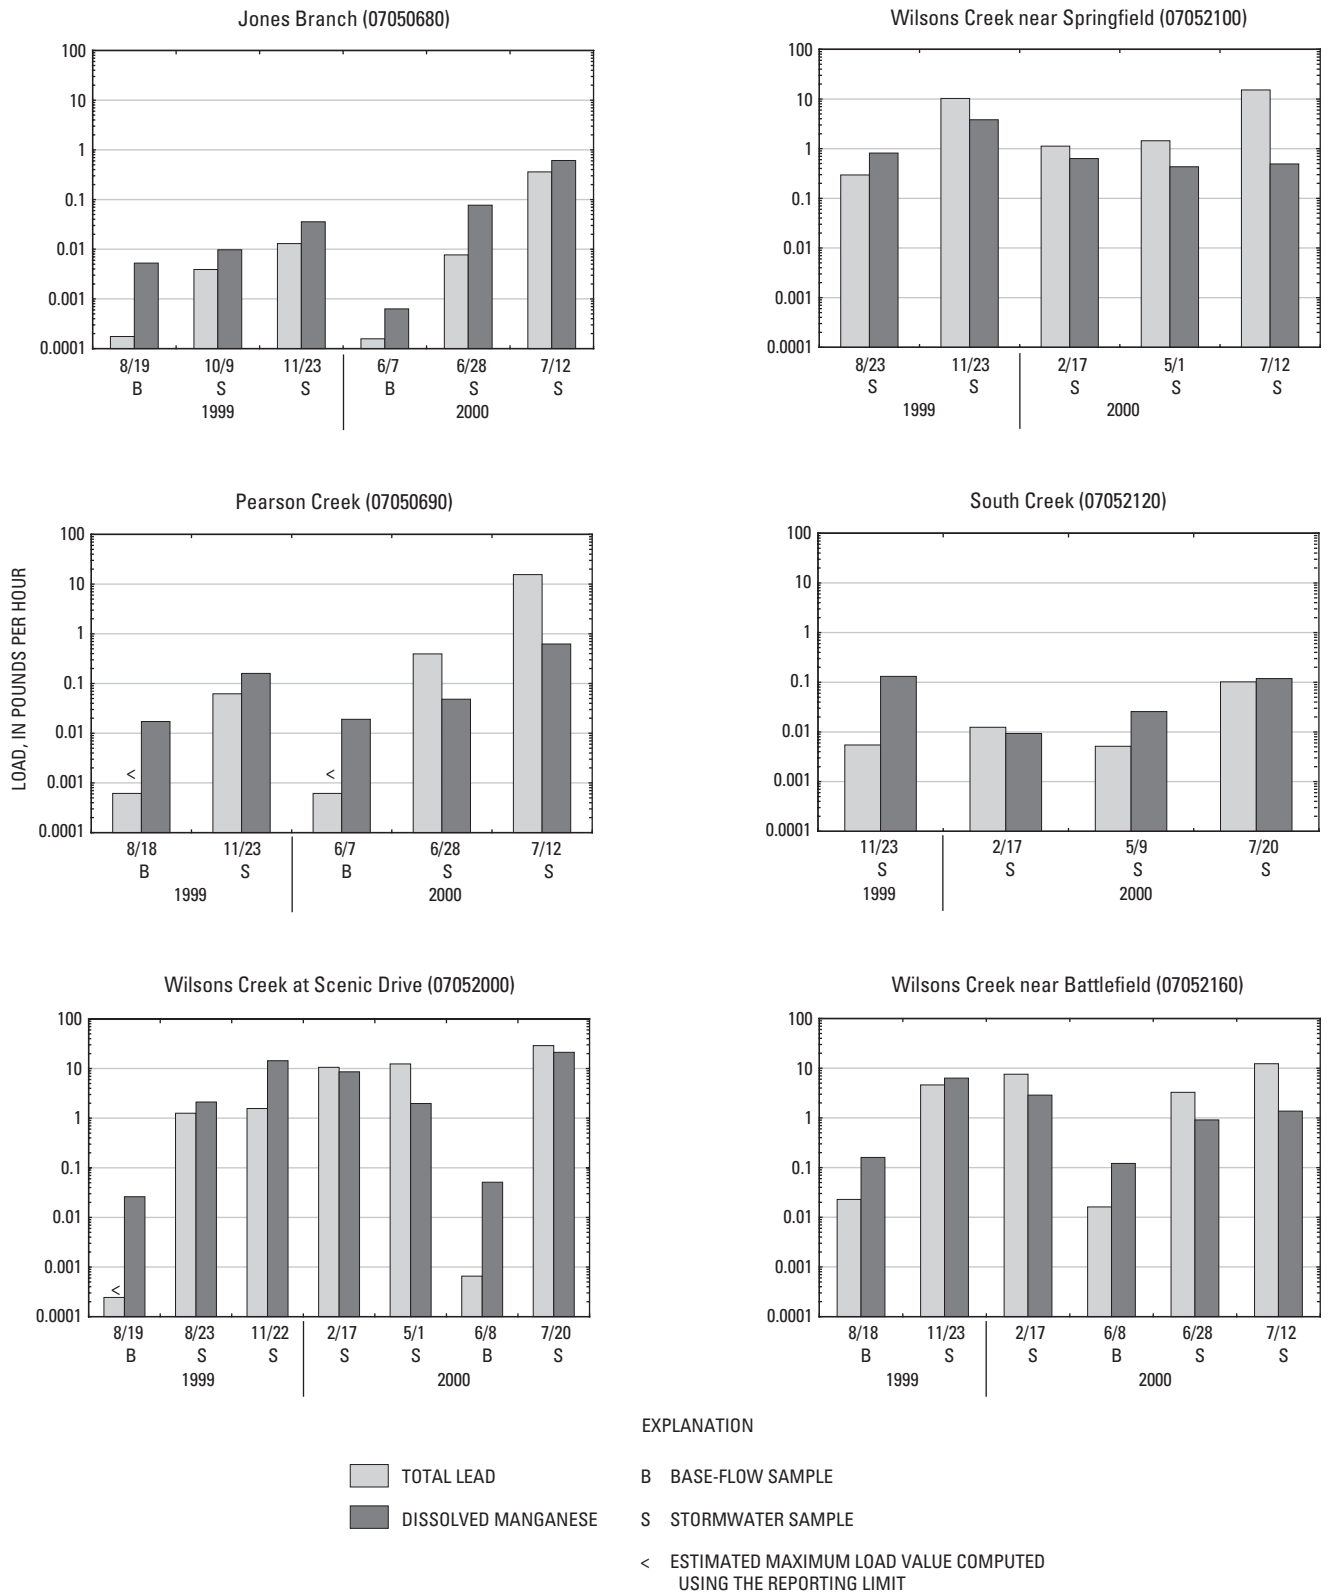 Jones Branch (07050680)
100
10
1
0.1
0.01
0.001
0.0001
8/19 10/9 11/23 6/7 6/28 7/12
B S S B S S
1999 2000
Wilsons Creek near Springfield (07052100)
100
10
1
0.1
0.01
0.001
0.0001
8/23 11/23 2/17 5/1 7/12
S S S S S
1999 2000
LOAD, IN POUNDS PER HOUR
Pearson Creek (07050690)
100
10
1
0.1
0.01
0.001
0.0001
< <
8/18 11/23 6/7 6/28 7/12
B S B S S
1999 2000
South Creek (07052120)
100
10
1
0.1
0.01
0.001
0.0001
11/23 2/17 5/9 7/20
S S S S
1999 2000
Wilsons Creek at Scenic Drive (07052000)
100
10
1
0.1
0.01
0.001
0.0001
<
8/19 8/23 11/22 2/17 5/1 6/8 7/20
B S S S S B S
1999 2000
Wilsons Creek near Battlefield (07052160)
100
10
1
0.1
0.01
0.001
0.0001
8/18 11/23 2/17 6/8 6/28 7/12
B S S B S S
1999 2000
EXPLANATION
TOTAL LEAD
DISSOLVED MANGANESE
B BASE-FLOW SAMPLE
S STORMWATER SAMPLE
< ESTIMATED MAXIMUM LOAD VALUE COMPUTED
USING THE REPORTING LIMIT